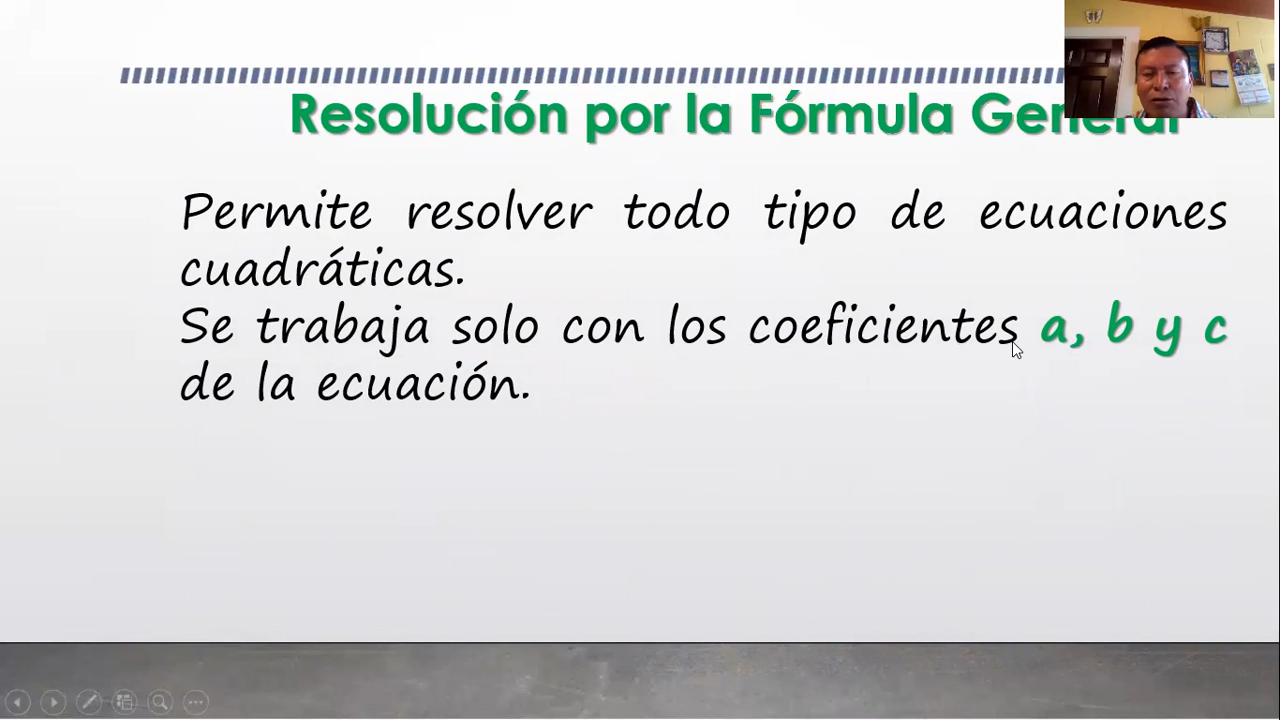 Resolución por la Fórmula General
Permite resolver todo tipo de ecuaciones
cuadráticas.
Se trabaja solo con los coeficientes a, b y c
de la ecuación.